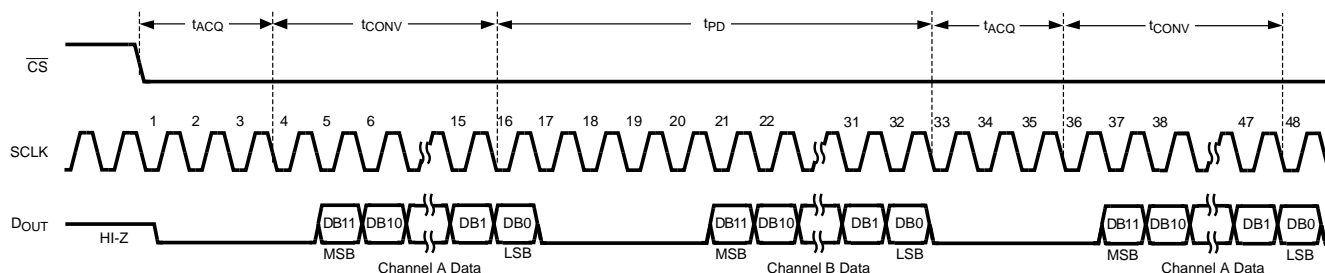 tACQ tCONV tPD tACQ tCONV
CS
1 2 3 4 5 6 15 16 17 18 19 20 21 22 31 32 33 34 35 36 37 38 47 48
SCLK
DOUT DB11 DB10 DB1 DB0 DB11 DB10 DB1 DB0 DB11 DB10 DB1 DB0
HI-Z MSB LSB MSB LSB MSB LSB
Channel A Data Channel B Data Channel A Data